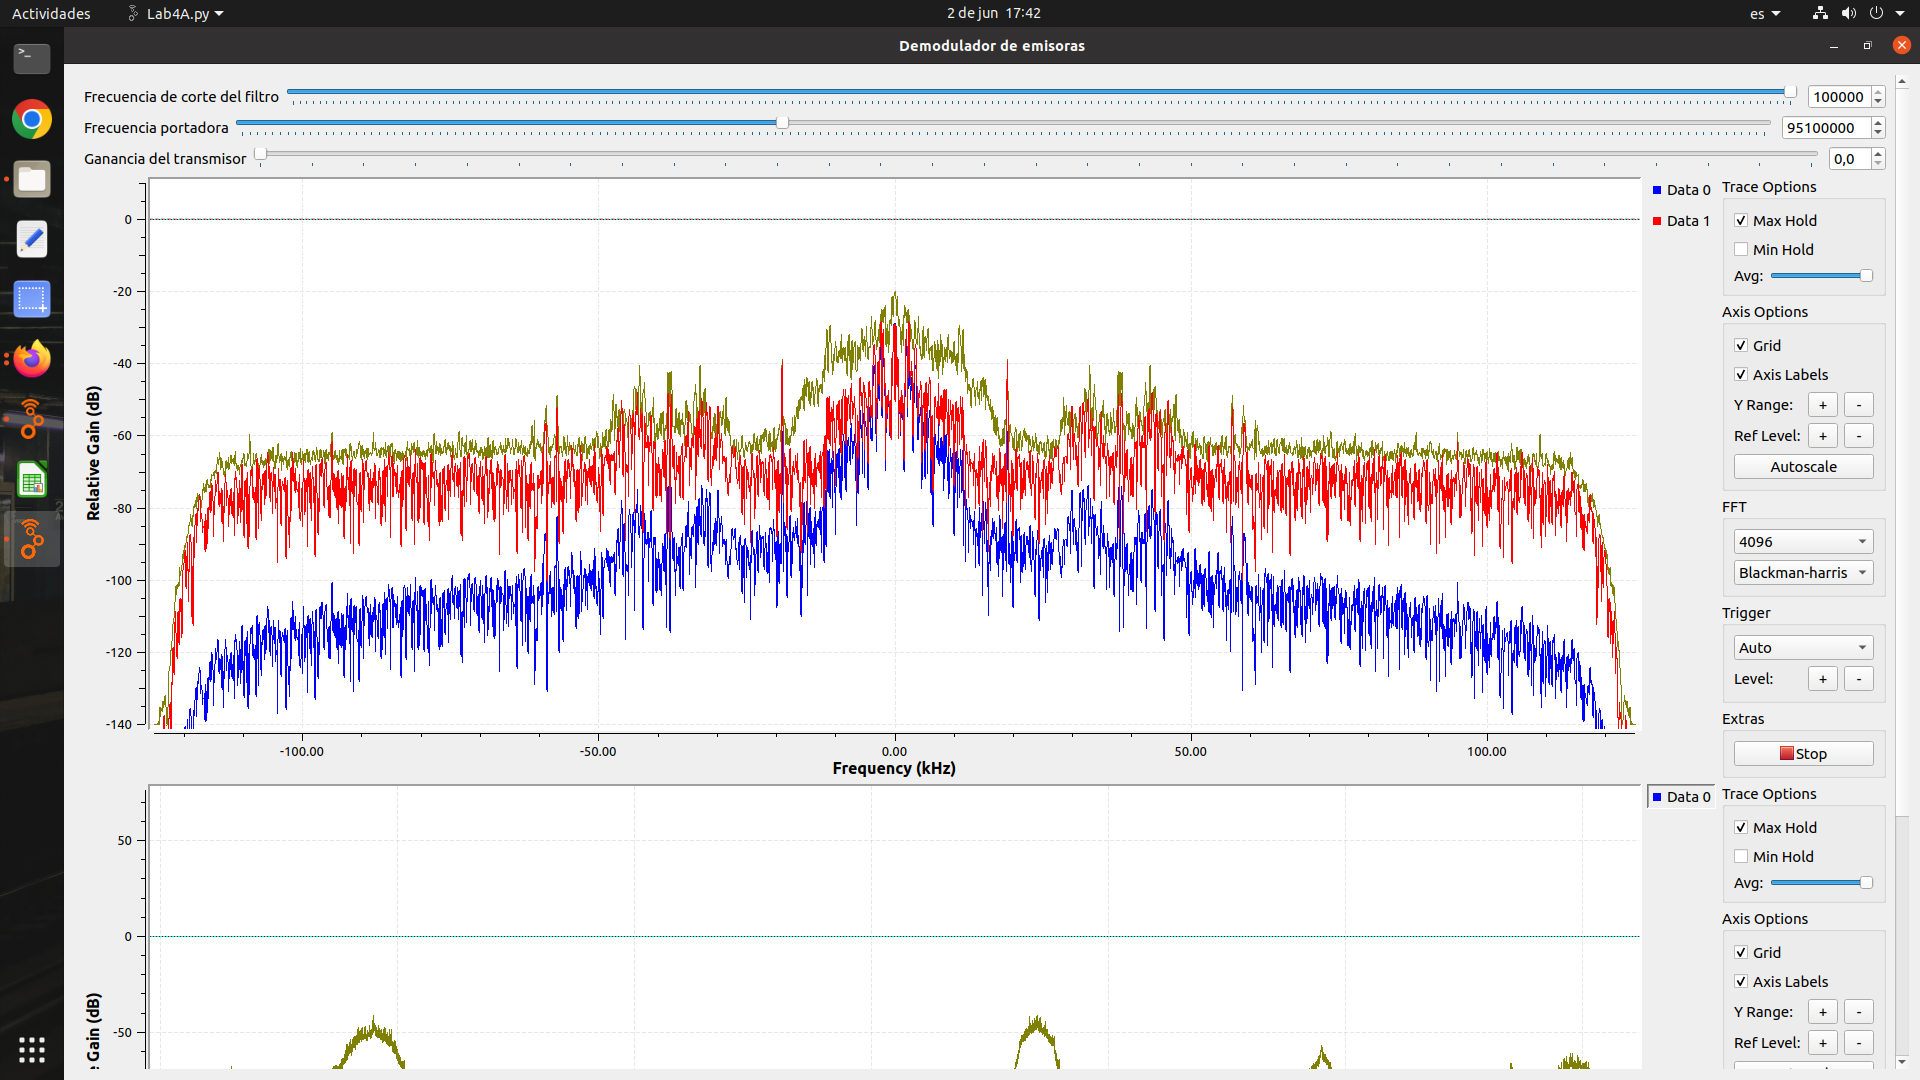 Actividades Lab4A.py 2 de jun 17:42 es
Demodulador de emisoras
Frecuencia de corte del filtro 100000
Frecuencia portadora 95100000
Ganancia del transmisor 0,0
Relative Gain (dB)
0
-20
-40
-60
-80
-100
-120
-140
-100.00 -50.00 0.00 50.00 100.00
Frequency (kHz)
Data 0
Data 1
Trace Options
Max Hold
Min Hold
Avg:
Axis Options
Grid
Axis Labels
Y Range: + -
Ref Level: + -
Autoscale
FFT
4096
Blackman-harris
Trigger
Auto
Level: + -
Extras
Stop
50
0
-50
Gain (dB)
Data 0
Trace Options
Max Hold
Min Hold
Avg:
Axis Options
Grid
Axis Labels
Y Range: + -
Ref Level: + -